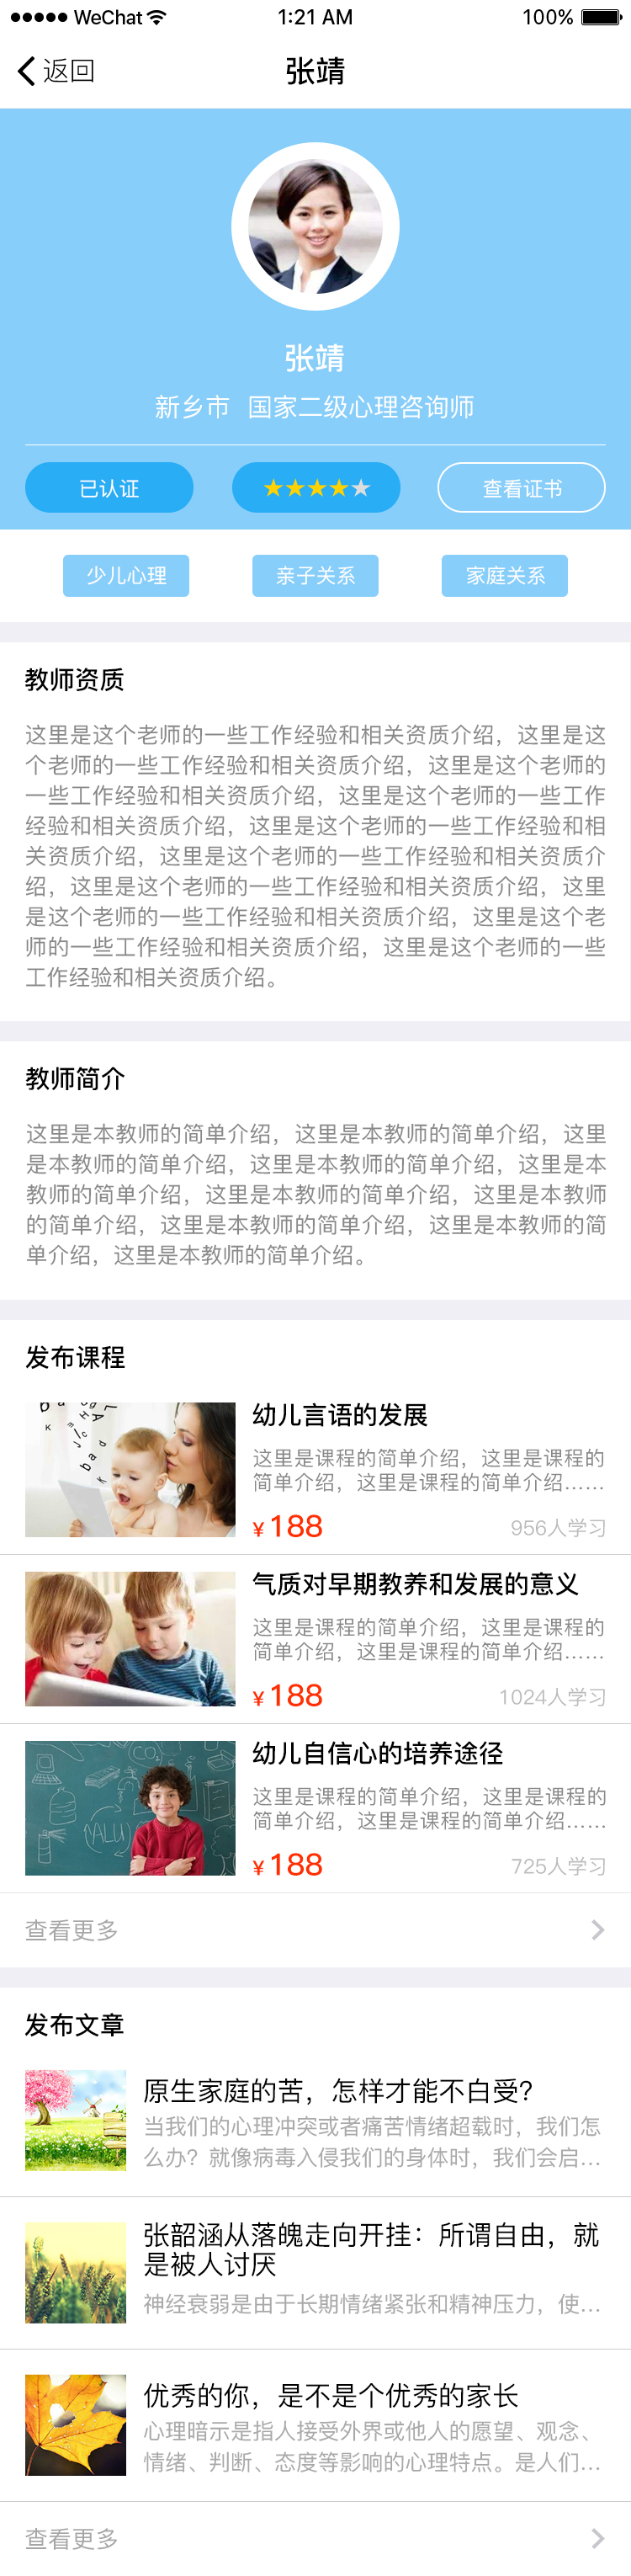 WeChat 1:21 AM 100%
返回 张靖
张靖
新乡市 国家二级心理咨询师
已认证 查看证书
少儿心理 亲子关系 家庭关系
教师资质
这里是这个老师的一些工作经验和相关资质介绍，这里是这
个老师的一些工作经验和相关资质介绍，这里是这个老师的
一些工作经验和相关资质介绍，这里是这个老师的一些工作
经验和相关资质介绍，这里是这个老师的一些工作经验和相
关资质介绍，这里是这个老师的一些工作经验和相关资质介
绍，这里是这个老师的一些工作经验和相关资质介绍，这里
是这个老师的一些工作经验和相关资质介绍，这里是这个老
师的一些工作经验和相关资质介绍，这里是这个老师的一些
工作经验和相关资质介绍。
教师简介
这里是本教师的简单介绍，这里是本教师的简单介绍，这里
是本教师的简单介绍，这里是本教师的简单介绍，这里是本
教师的简单介绍，这里是本教师的简单介绍，这里是本教师
的简单介绍，这里是本教师的简单介绍，这里是本教师的简
单介绍，这里是本教师的简单介绍。
发布课程
幼儿言语的发展
这里是课程的简单介绍，这里是课程的
简单介绍，这里是课程的简单介绍……
¥188 956人学习
气质对早期教养和发展的意义
这里是课程的简单介绍，这里是课程的
简单介绍，这里是课程的简单介绍……
¥188 1024人学习
幼儿自信心的培养途径
这里是课程的简单介绍，这里是课程的
简单介绍，这里是课程的简单介绍……
¥188 725人学习
查看更多
发布文章
原生家庭的苦，怎样才能不白受？
当我们的心理冲突或者痛苦情绪超载时，我们怎
么办？就像病毒入侵我们的身体时，我们会启...
张韶涵从落魄走向开挂：所谓自由，就
是被人讨厌
神经衰弱是由于长期情绪紧张和精神压力，使...
优秀的你，是不是个优秀的家长
心理暗示是指人接受外界或他人的愿望、观念、
情绪、判断、态度等影响的心理特点。是人们...
查看更多